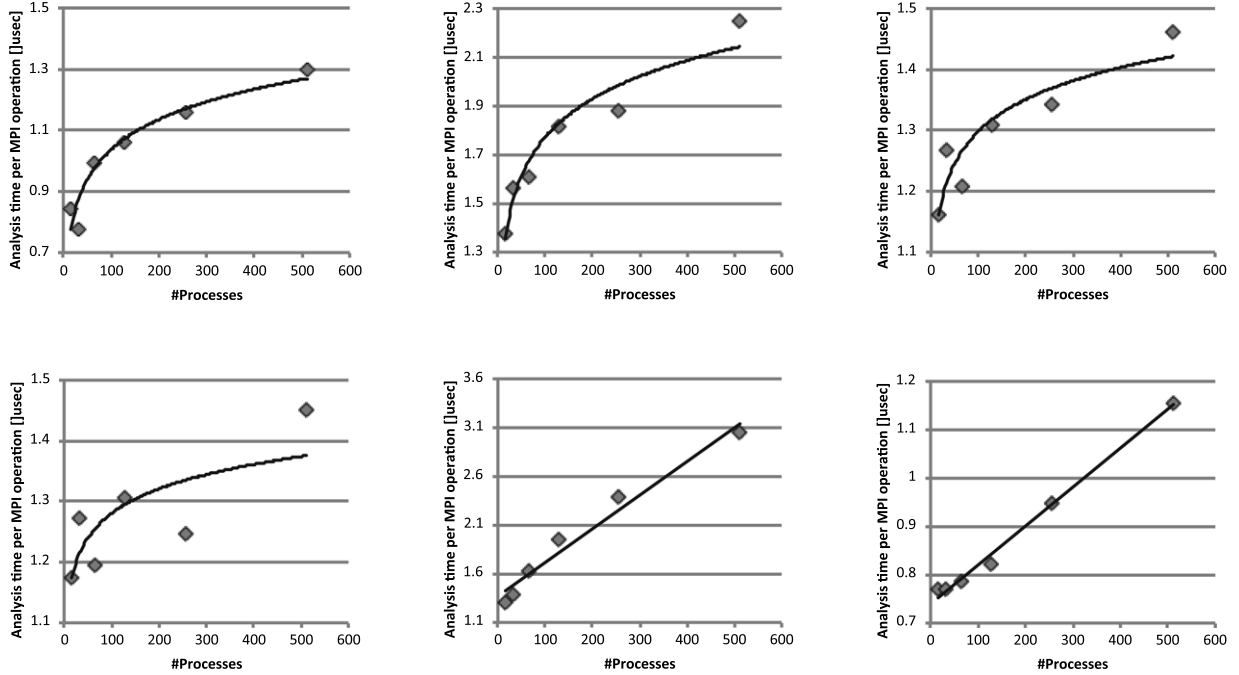 Analysis time per MPI operation []usec]
1.5
1.3
1.1
0.9
0.7
0 100 200 300 400 500 600
#Processes
Analysis time per MPI operation []usec]
2.3
2.1
1.9
1.7
1.5
1.3
0 100 200 300 400 500 600
#Processes
Analysis time per MPI operation []usec]
1.5
1.4
1.3
1.2
1.1
0 100 200 300 400 500 600
#Processes
Analysis time per MPI operation []usec]
1.5
1.4
1.3
1.2
1.1
0 100 200 300 400 500 600
#Processes
Analysis time per MPI operation []usec]
3.6
3.1
2.6
2.1
1.6
1.1
0 100 200 300 400 500 600
#Processes
Analysis time per MPI operation []usec]
1.2
1.1
1
0.9
0.8
0.7
0 100 200 300 400 500 600
#Processes